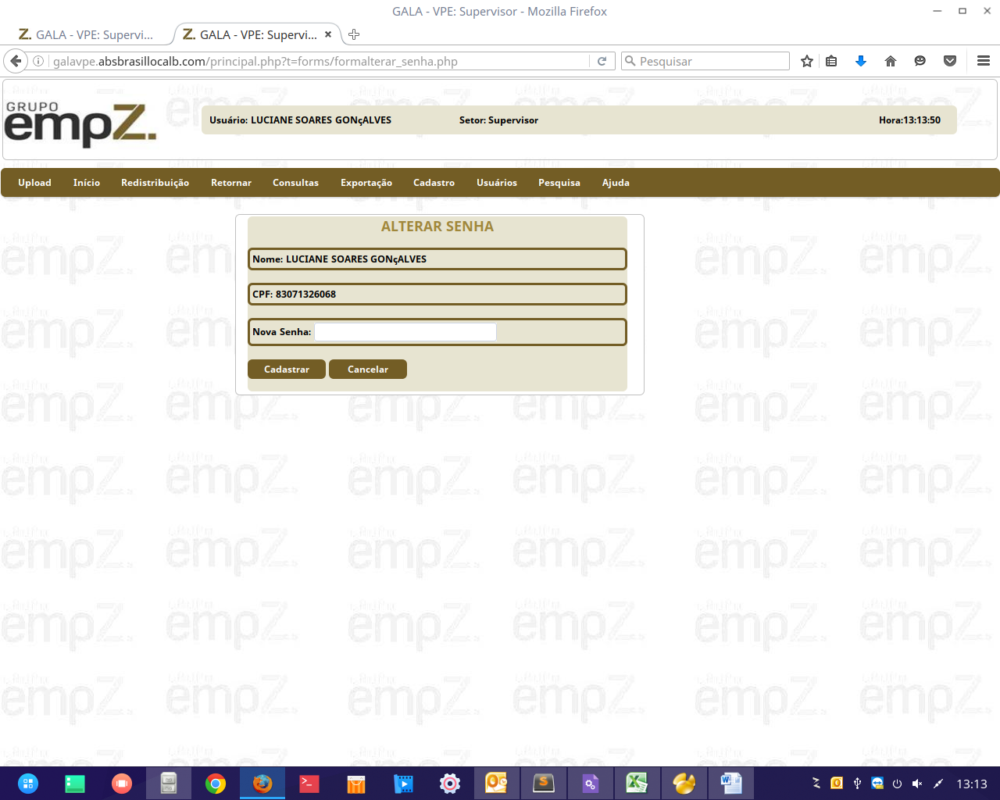 GALA - VPE: Supervisor - Mozilla Firefox
GALA - VPE: Supervi...
GALA - VPE: Supervi...
galavpe.absbrasillocalb.com/principal.php?t=forms/formalterar_senha.php
Pesquisar
GRUPO
empZ.
Usuário: LUCIANE SOARES GONçALVES Setor: Supervisor Hora:13:13:50
Upload Início Redistribuição Retornar Consultas Exportação Cadastro Usuários Pesquisa Ajuda
ALTERAR SENHA
Nome: LUCIANE SOARES GONçALVES
CPF: 83071326068
Nova Senha:
Cadastrar Cancelar
13:13